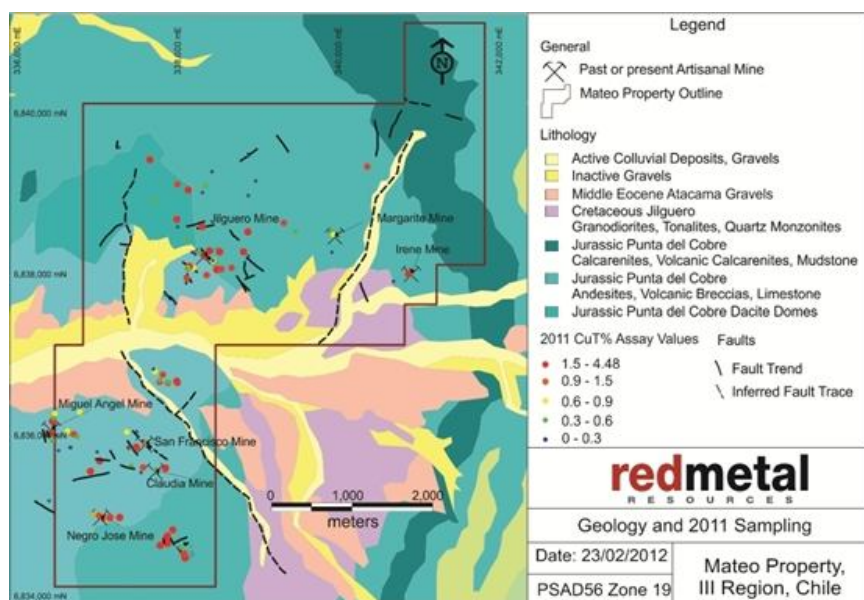 336,000 mE
338,000 mE
340,000 mE
342,000 mE
N
6,840,000 mN
Jilguero Mine
Margarite Mine
Irene Mine
6,838,000 mN
Miguel Angel Mine
6,836,000 mN
San Francisco Mine
Claudia Mine
0 1,000 2,000
meters
Negro Jose Mine
6,834,000 mN
Legend
General
Past or present Artisanal Mine
Mateo Property Outline
Lithology
Active Colluvial Deposits, Gravels
Inactive Gravels
Middle Eocene Atacama Gravels
Cretaceous Jilguero
Granodiorites, Tonalites, Quartz Monzonites
Jurassic Punta del Cobre
Calcarenites, Volcanic Calcarenites, Mudstone
Jurassic Punta del Cobre
Andesites, Volcanic Breccias, Limestone
Jurassic Punta del Cobre Dacite Domes
2011 CuT% Assay Values
1.5 - 4.48
0.9 - 1.5
0.6 - 0.9
0.3 - 0.6
0 - 0.3
Faults
Fault Trend
Inferred Fault Trace
redmetal
RESOURCES
Geology and 2011 Sampling
Date: 23/02/2012
PSAD56 Zone 19
Mateo Property,
III Region, Chile